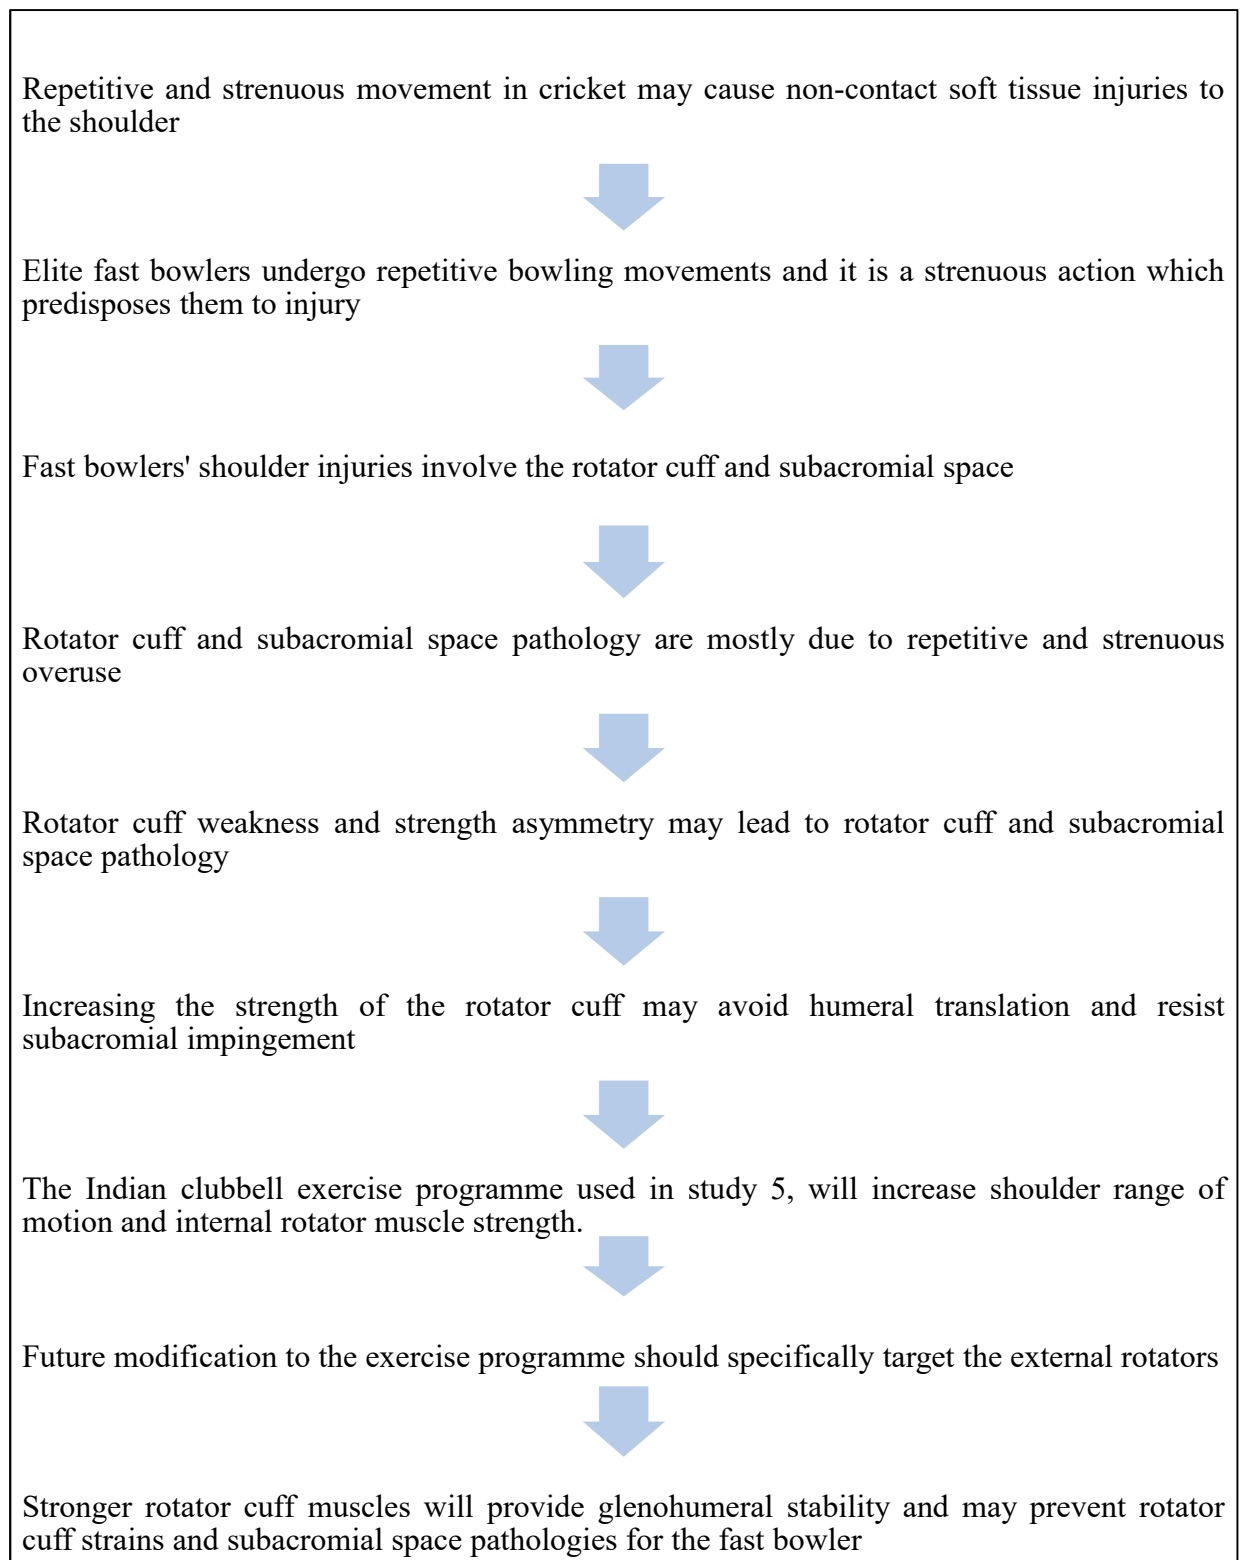 Repetitive and strenuous movement in cricket may cause non-contact soft tissue injuries to
the shoulder
Elite fast bowlers undergo repetitive bowling movements and it is a strenuous action which
predisposes them to injury
Fast bowlers' shoulder injuries involve the rotator cuff and subacromial space
Rotator cuff and subacromial space pathology are mostly due to repetitive and strenuous
overuse
Rotator cuff weakness and strength asymmetry may lead to rotator cuff and subacromial
space pathology
Increasing the strength of the rotator cuff may avoid humeral translation and resist
subacromial impingement
The Indian clubbell exercise programme used in study 5, will increase shoulder range of
motion and internal rotator muscle strength.
Future modification to the exercise programme should specifically target the external rotators
Stronger rotator cuff muscles will provide glenohumeral stability and may prevent rotator
cuff strains and subacromial space pathologies for the fast bowler